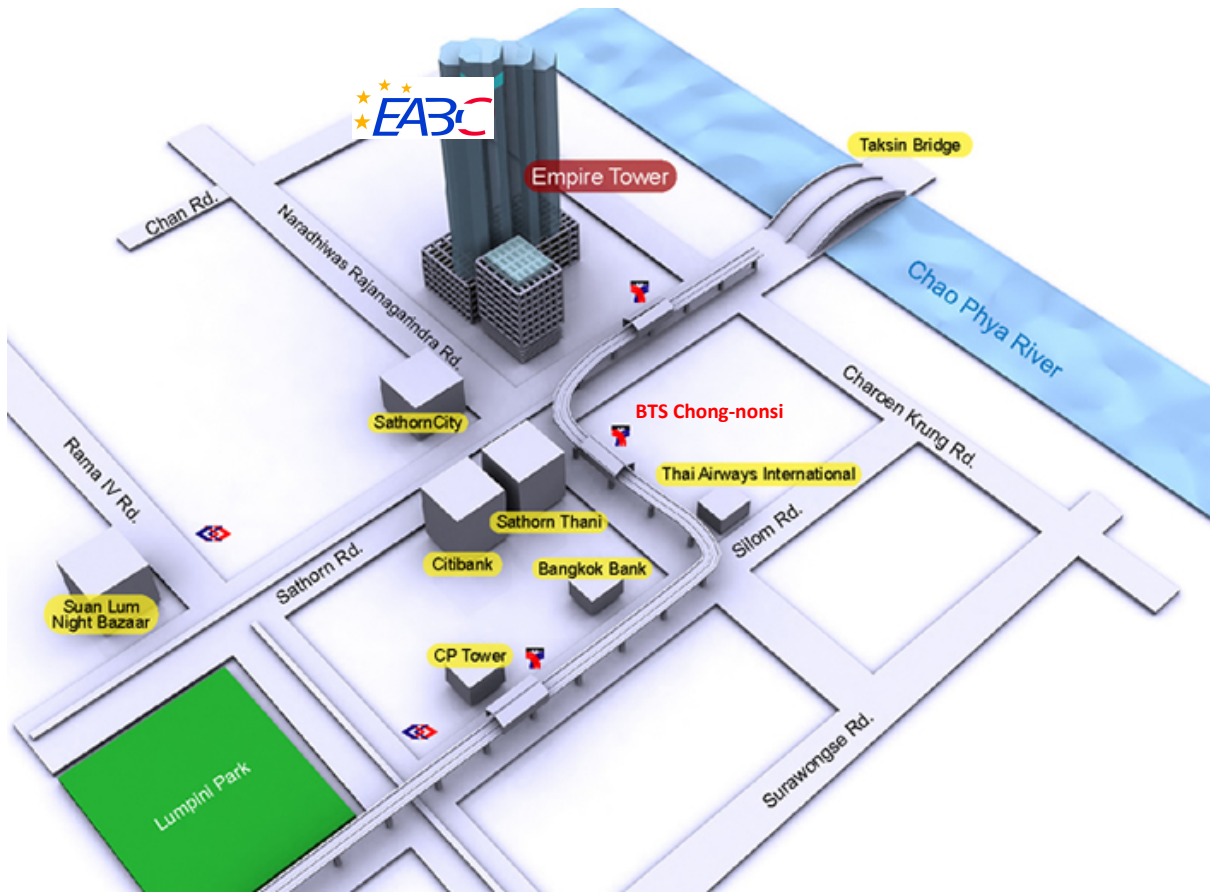 EABC
Taksin Bridge
Empire Tower
Chan Rd.
Naradhiwas Rajanagarindra Rd.
Chao Phya River
Charoen Krung Rd.
SathornCity
BTS Chong-nonsi
Thai Airways International
Rama IV Rd.
Sathorn Thani
Silom Rd.
Citibank
Bangkok Bank
Sathorn Rd.
Suan Lum
Night Bazaar
CP Tower
Surawongse Rd.
Lumpini Park